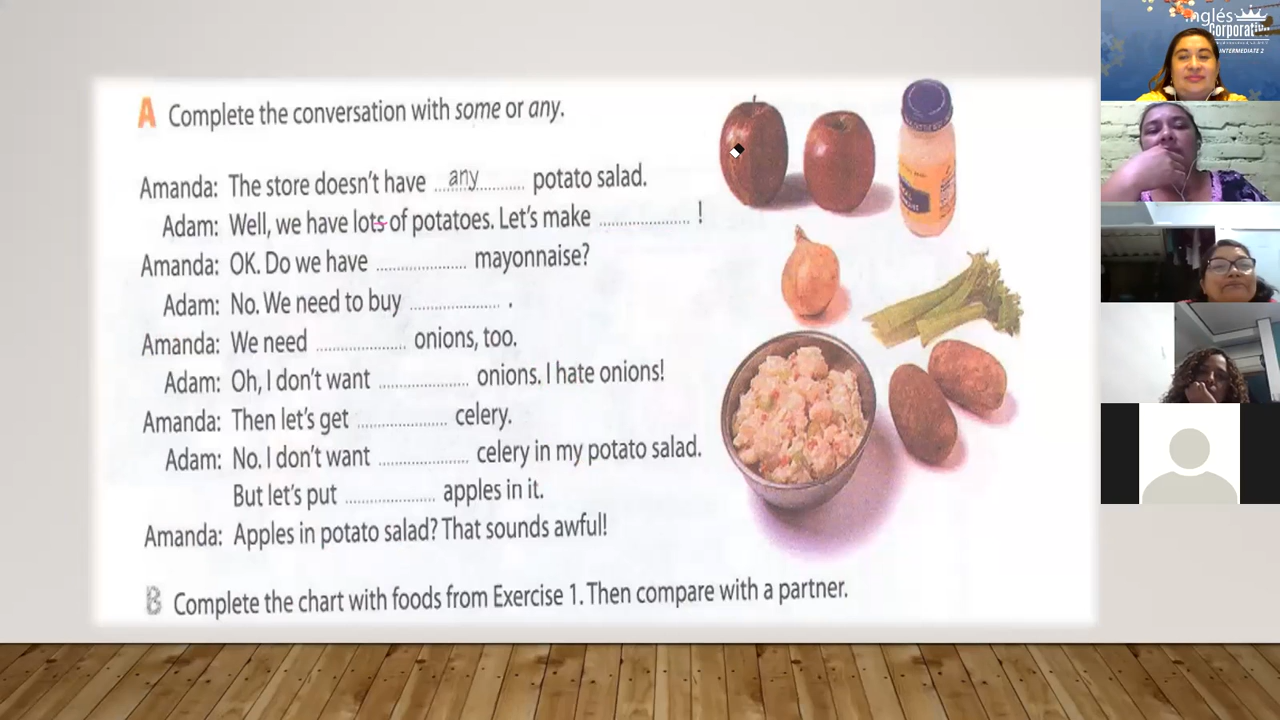 A Complete the conversation with some or any.
Amanda: The store doesn't have any potato salad.
Adam: Well, we have lots of potatoes. Let's make .................... !
Amanda: OK. Do we have .................... mayonnaise?
Adam: No. We need to buy .................... .
Amanda: We need .................... onions, too.
Adam: Oh, I don't want .................... onions. I hate onions!
Amanda: Then let's get .................... celery.
Adam: No. I don't want .................... celery in my potato salad.
But let's put .................... apples in it.
Amanda: Apples in potato salad? That sounds awful!
B Complete the chart with foods from Exercise 1. Then compare with a partner.
Inglés
Corporativo
INTERMEDIATE 2